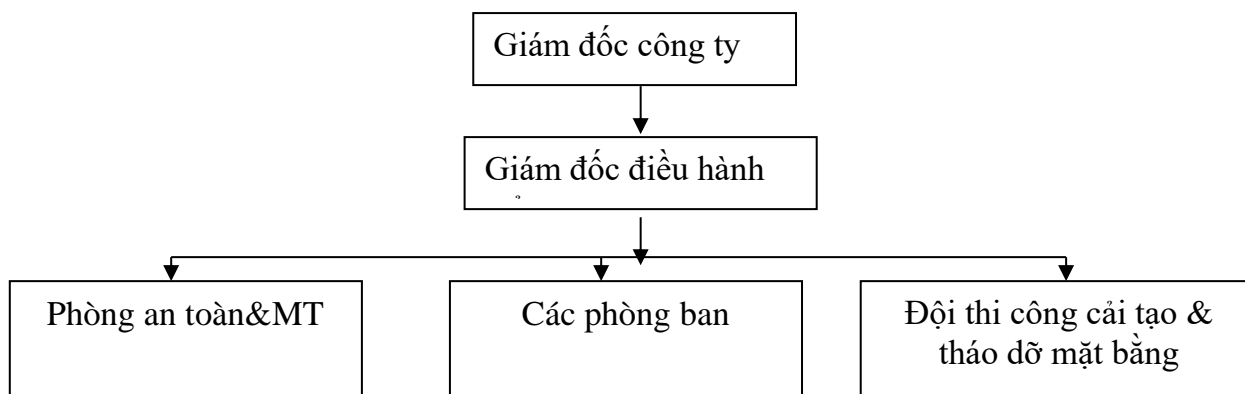 Giám đốc công ty
Giám đốc điều hành
Phòng an toàn&MT
Các phòng ban
Đội thi công cải tạo &
tháo dỡ mặt bằng